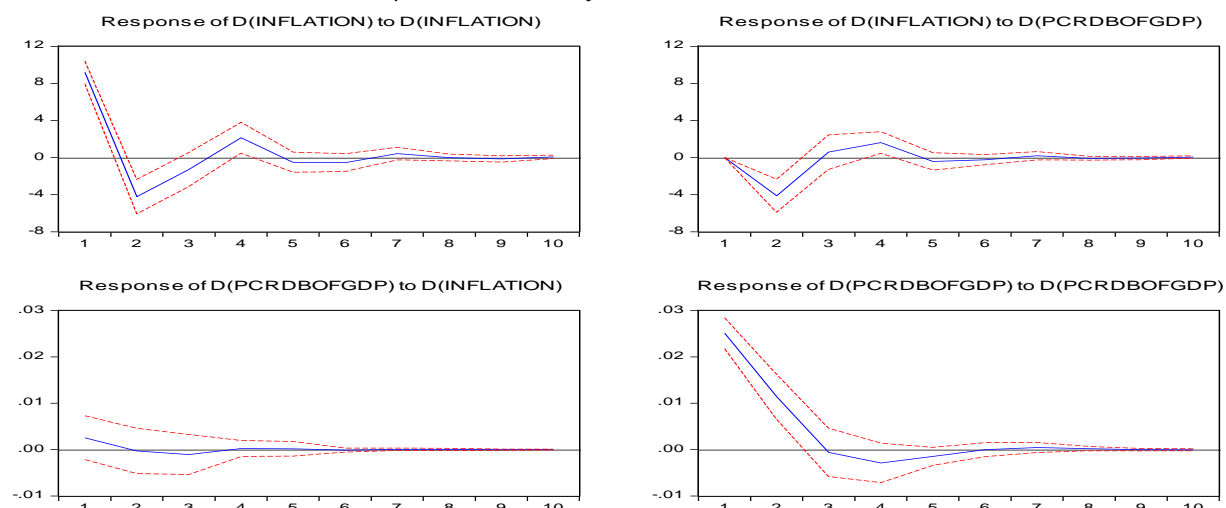 Response of D(INFLATION) to D(INFLATION)
12
8
4
0
-4
-8
1 2 3 4 5 6 7 8 9 10
Response of D(INFLATION) to D(PCRDBOFGDP)
12
8
4
0
-4
-8
1 2 3 4 5 6 7 8 9 10
Response of D(PCRDBOFGDP) to D(INFLATION)
.03
.02
.01
.00
-.01
1 2 3 4 5 6 7 8 9 10
Response of D(PCRDBOFGDP) to D(PCRDBOFGDP)
.03
.02
.01
.00
-.01
1 2 3 4 5 6 7 8 9 10